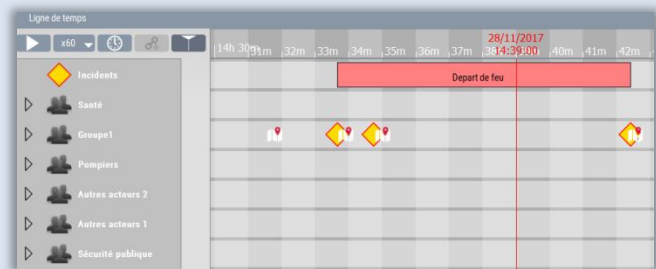 Ligne de temps
28/11/2017
x60
14h 30m 31m 32m 33m 34m 35m 36m 37m 14:39:00 40m 41m 42m
Incidents
Depart de feu
Santé
Groupe1
Pompiers
Autres acteurs 2
Autres acteurs 1
Sécurité publique